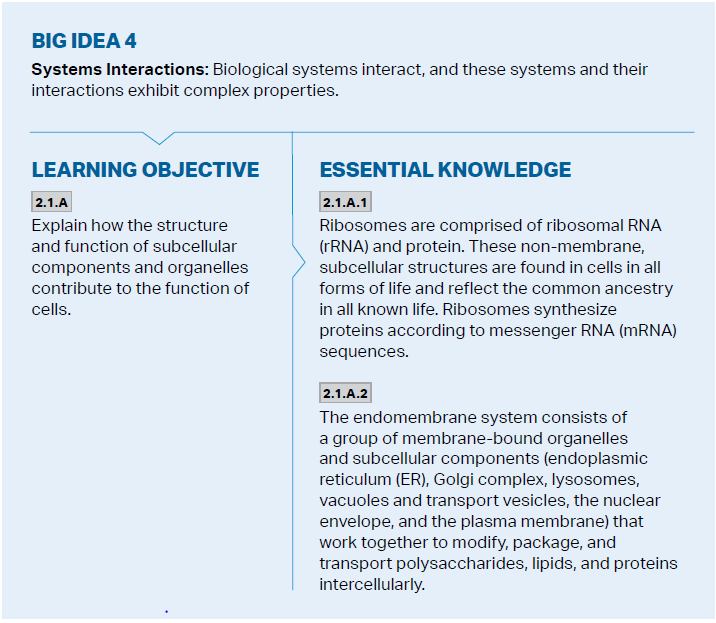 BIG IDEA 4
Systems Interactions: Biological systems interact, and these systems and their
interactions exhibit complex properties.
LEARNING OBJECTIVE
2.1.A
Explain how the structure
and function of subcellular
components and organelles
contribute to the function of
cells.
ESSENTIAL KNOWLEDGE
2.1.A.1
Ribosomes are comprised of ribosomal RNA
(rRNA) and protein. These non-membrane,
subcellular structures are found in cells in all
forms of life and reflect the common ancestry
in all known life. Ribosomes synthesize
proteins according to messenger RNA (mRNA)
sequences.
2.1.A.2
The endomembrane system consists of
a group of membrane-bound organelles
and subcellular components (endoplasmic
reticulum (ER), Golgi complex, lysosomes,
vacuoles and transport vesicles, the nuclear
envelope, and the plasma membrane) that
work together to modify, package, and
transport polysaccharides, lipids, and proteins
intercellularly.